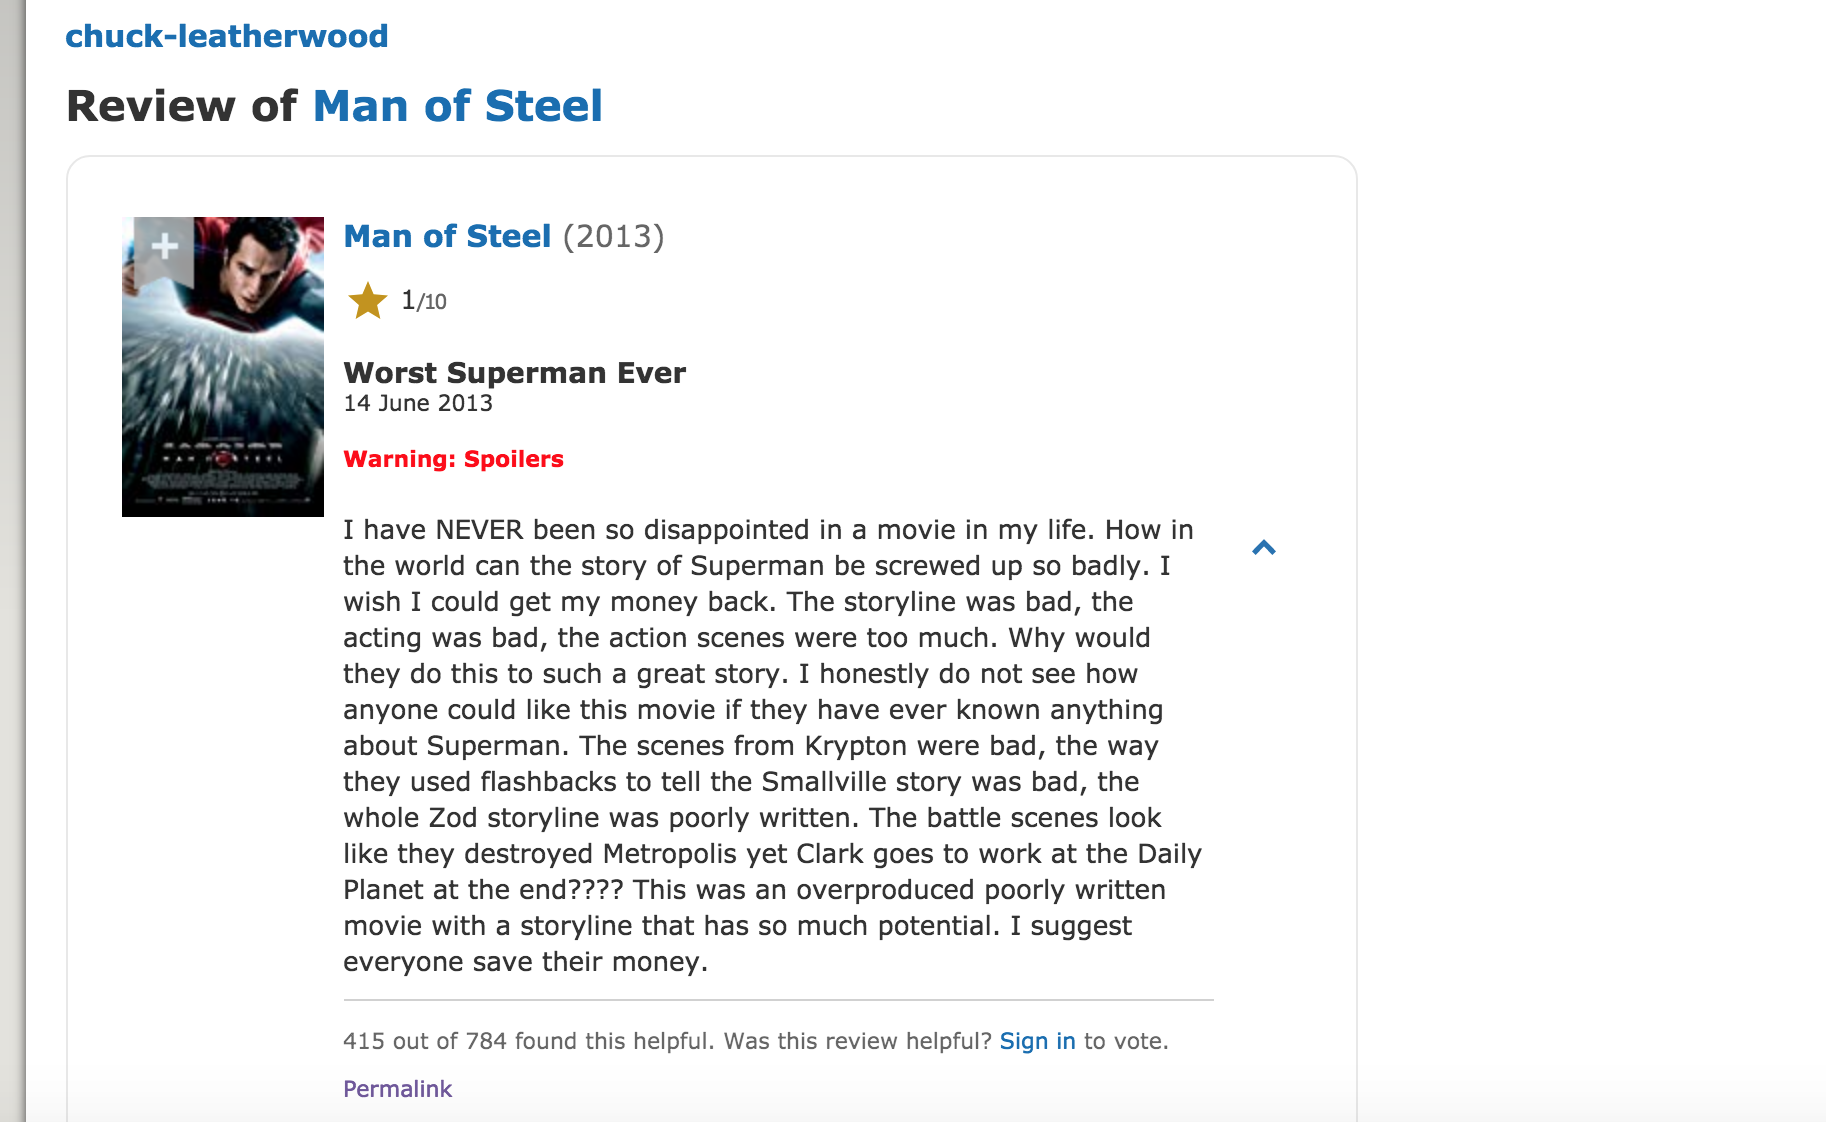 chuck-leatherwood
Review of Man of Steel
Man of Steel (2013)
1/10
Worst Superman Ever
14 June 2013
Warning: Spoilers
I have NEVER been so disappointed in a movie in my life. How in
the world can the story of Superman be screwed up so badly. I
wish I could get my money back. The storyline was bad, the
acting was bad, the action scenes were too much. Why would
they do this to such a great story. I honestly do not see how
anyone could like this movie if they have ever known anything
about Superman. The scenes from Krypton were bad, the way
they used flashbacks to tell the Smallville story was bad, the
whole Zod storyline was poorly written. The battle scenes look
like they destroyed Metropolis yet Clark goes to work at the Daily
Planet at the end???? This was an overproduced poorly written
movie with a storyline that has so much potential. I suggest
everyone save their money.
415 out of 784 found this helpful. Was this review helpful? Sign in to vote.
Permalink